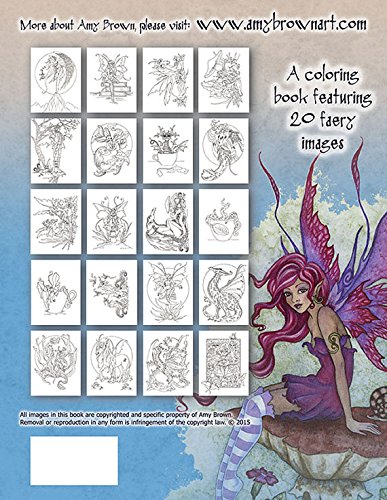 More about Amy Brown, please visit: www.amybrownart.com
A coloring
book featuring
20 faery
images
All images in this book are copyrighted and specific property of Amy Brown.
Removal or reproduction in any form is infringement of the copyright law. © 2015